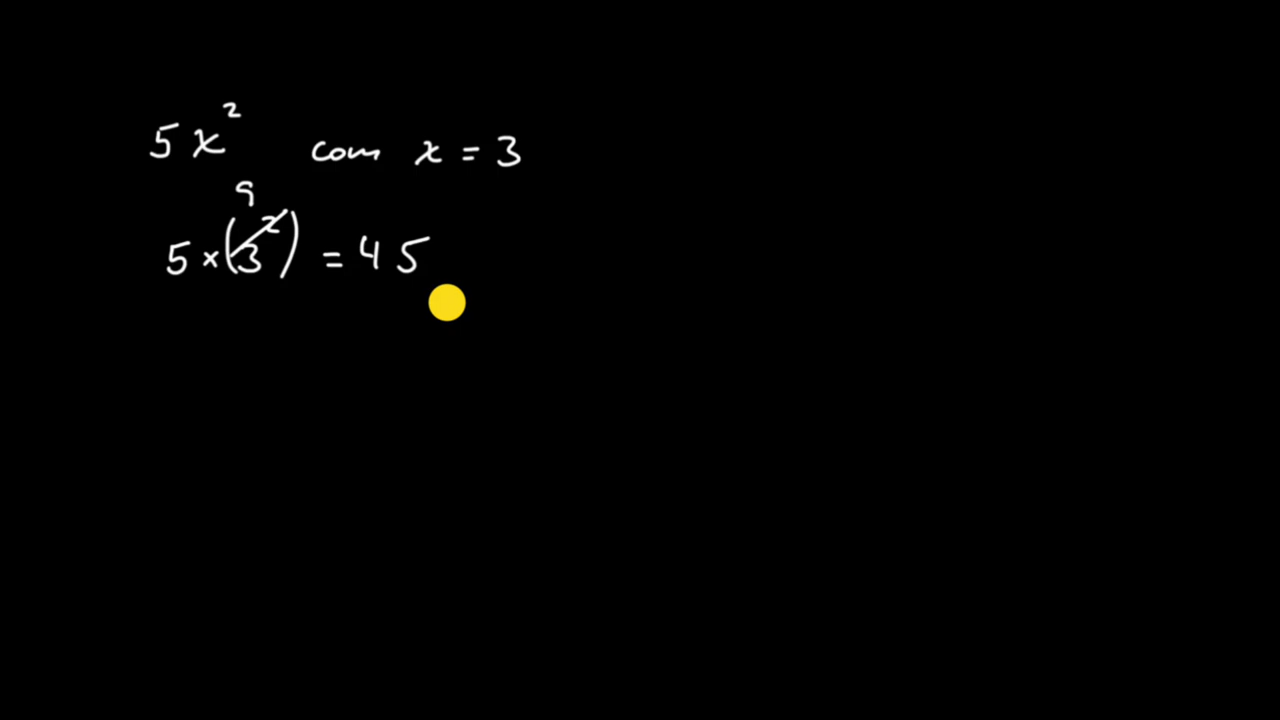 5x² com x = 3
9
5 × (3²) = 45